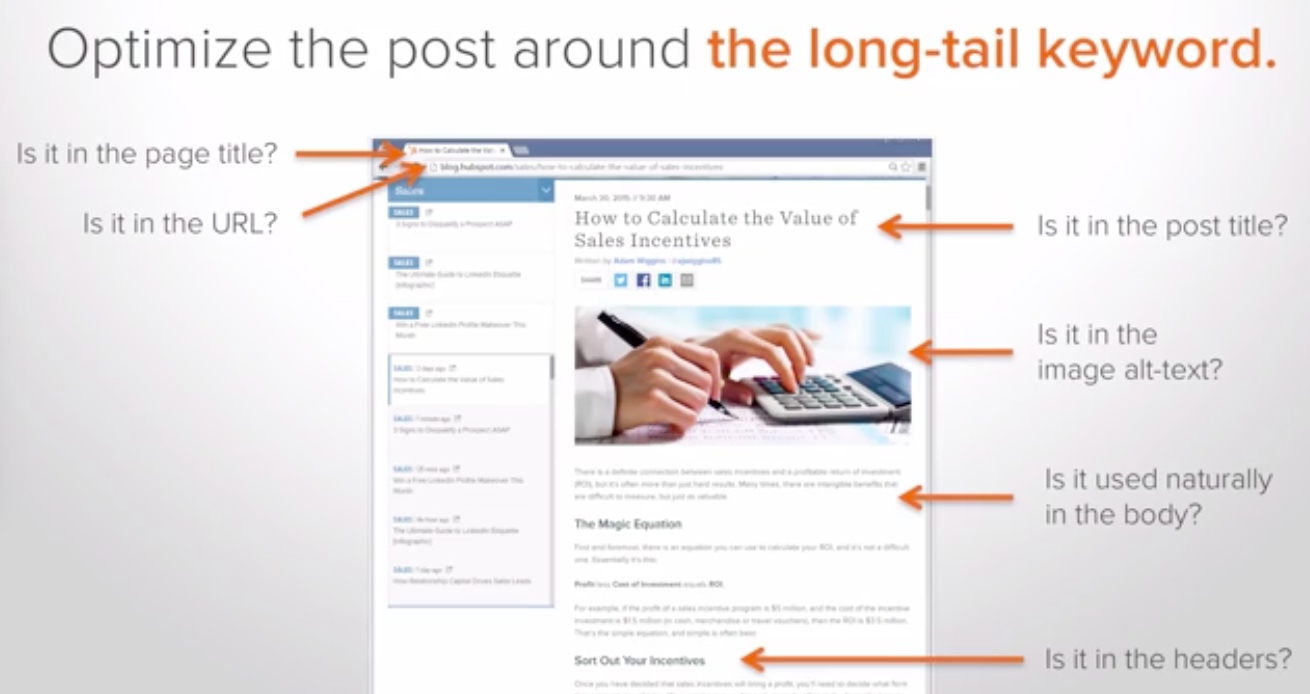 Optimize the post around the long-tail keyword.
Is it in the page title?
Is it in the URL?
How to Calculate the Val
blog.hubspot.com/sales/how-to-calculate-the-value-of-sales-incentives
Sales
SALES
3 Signs to Disqualify a Prospect ASAP
SALES
The Ultimate Guide to LinkedIn Etiquette
[Infographic]
SALES
Win a Free LinkedIn Profile Makeover This
Month
SALES / 2 days ago
How to Calculate the Value of Sales
Incentives
SALES
3 Signs to Disqualify a Prospect ASAP
SALES
Win a Free LinkedIn Profile Makeover This
Month
SALES
The Ultimate Guide to LinkedIn Etiquette
[Infographic]
SALES / 1 day ago
How Relationship Capital Drives Sales Leads
March 30, 2015 // 9:30 AM
How to Calculate the Value of
Sales Incentives
Written by Adam Wiggins
SHARE
There is a definite connection between sales incentives and a profitable return of investment
(ROI), but it's often more than just hard results. Many times, there are intangible benefits that
are difficult to measure, but just as valuable.
The Magic Equation
First and foremost, there is an equation you can use to calculate your ROI, and it's not a difficult
one. Essentially it's this:
Profit less Cost of Investment equals ROI
For example, if the profit of a sales incentive program is $5 million, and the cost of the incentive
investment is $1.5 million (in cash, merchandise or travel vouchers), then the ROI is $3.5 million.
That's the simple equation, and simple is often best.
Sort Out Your Incentives
Once you have decided that sales incentives will bring a profit, you'll need to decide what form
Is it in the post title?
Is it in the
image alt-text?
Is it used naturally
in the body?
Is it in the headers?